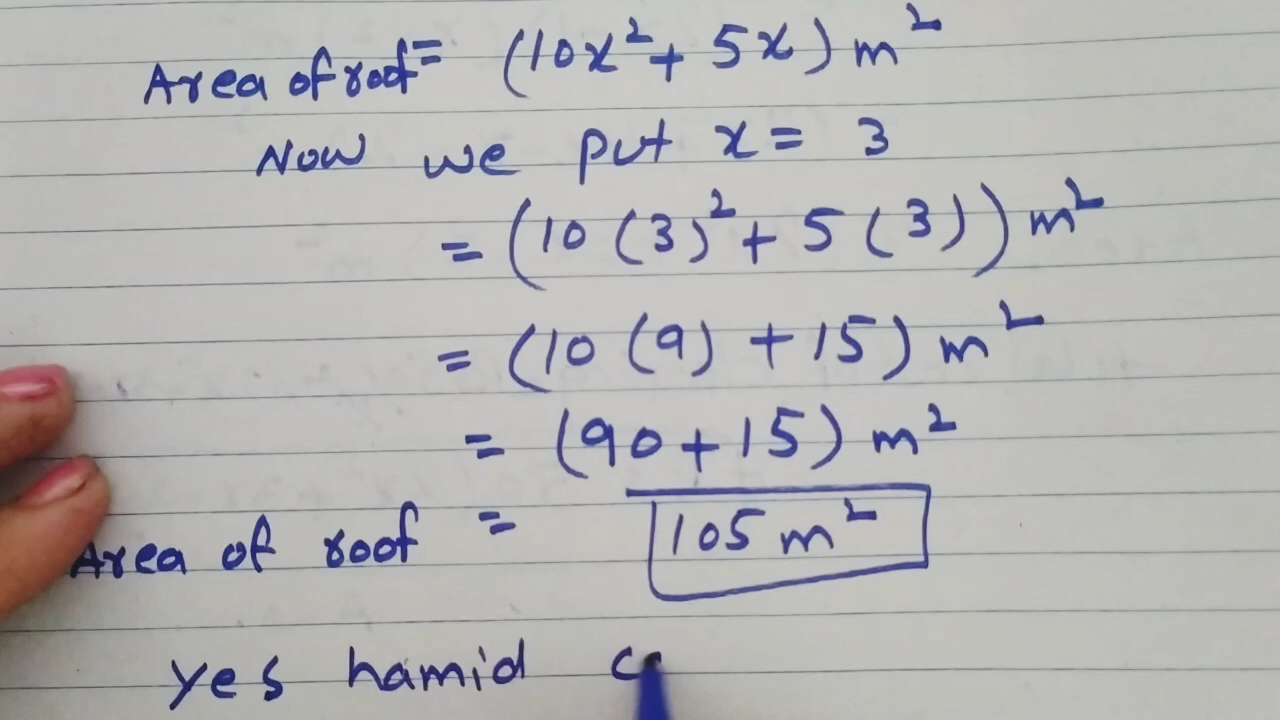 Area of roof = (10x² + 5x) m²
Now we put x = 3
= (10 (3)² + 5 (3)) m²
= (10 (9) + 15) m²
= (90 + 15) m²
Area of roof = 105 m²
yes hamid